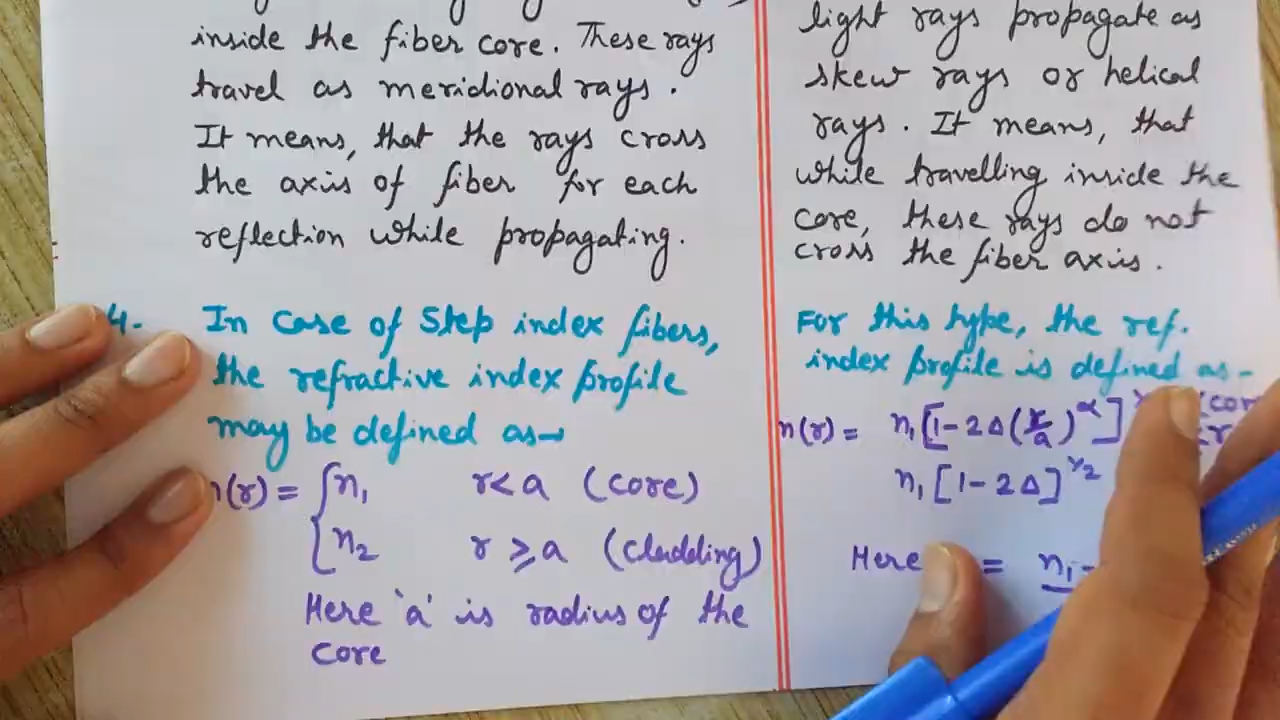 inside the fiber core. These rays
travel as meridional rays.
It means, that the rays cross
the axis of fiber for each
reflection while propagating.
4. In case of Step index fibers,
the refractive index profile
may be defined as→
n(r) = { n₁ r < a (core)
n₂ r ⩾ a (cladding)
Here 'a' is radius of the
core
light rays propagate as
skew rays or helical
rays. It means, that
while travelling inside the
core, these rays do not
cross the fiber axis.
For this type, the ref.
index profile is defined as-
n(r) = n₁[1-2Δ(r/a)^α]
n₁[1-2Δ]^1/2
Here = n₁-